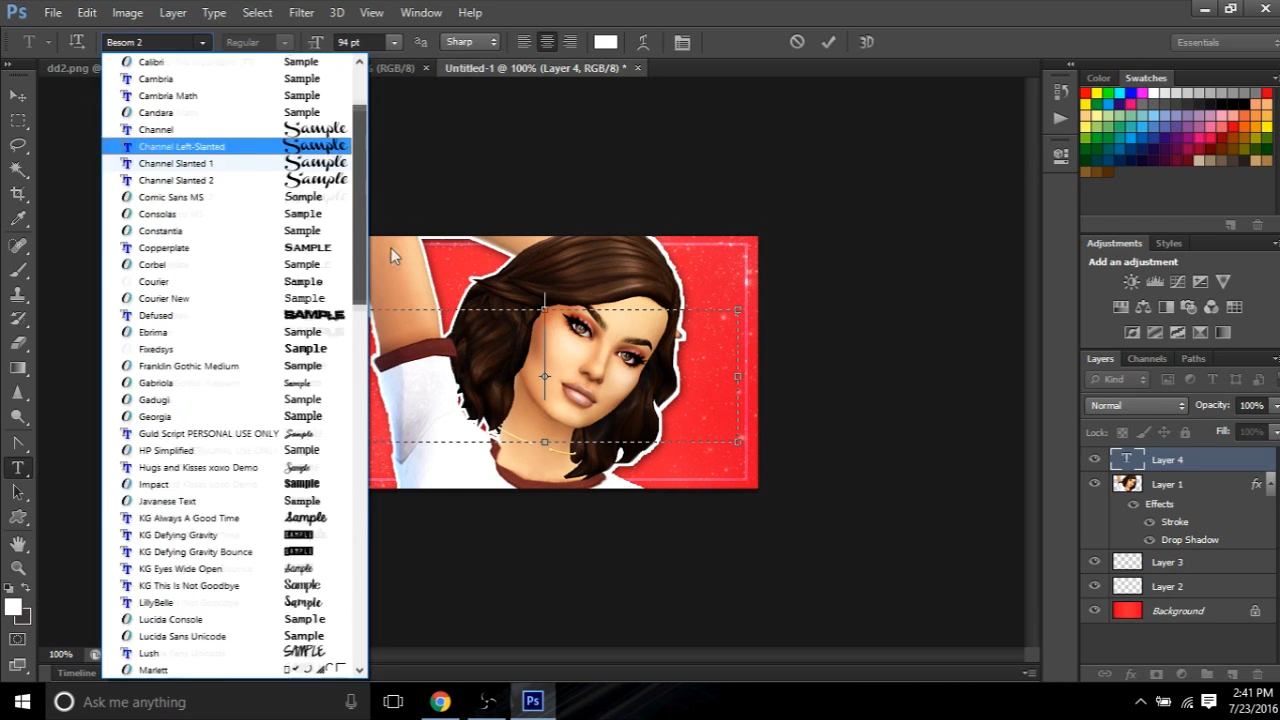 Ps File Edit Image Layer Type Select Filter 3D View Window Help
T Besom 2 Regular 94 pt Sharp 3D Essentials
dd2.png @ (RGB/8) × Untitled-1 @ 100% (Layer 4, RGB/8) * ×
Calibri Sample
Cambria Sample
Cambria Math Sample
Candara Sample
Channel Sample
Channel Left-Slanted Sample
Channel Slanted 1 Sample
Channel Slanted 2 Sample
Comic Sans MS Sample
Consolas Sample
Constantia Sample
Copperplate SAMPLE
Corbel Sample
Courier Sample
Courier New Sample
Defused SAMPLE
Ebrima Sample
Fixedsys Sample
Franklin Gothic Medium Sample
Gabriola Sample
Gadugi Sample
Georgia Sample
Guld Script PERSONAL USE ONLY Sample
HP Simplified Sample
Hugs and Kisses xoxo Demo Sample
Impact Sample
Javanese Text Sample
KG Always A Good Time Sample
KG Defying Gravity SAMPLE
KG Defying Gravity Bounce SAMPLE
KG Eyes Wide Open Sample
KG This Is Not Goodbye Sample
LillyBelle Sample
Lucida Console Sample
Lucida Sans Unicode Sample
Lush SAMPLE
Marlett
Color Swatches
Adjustments Styles
Add an adjustment
Layers Channels Paths
Kind
Normal Opacity: 100%
Lock: Fill: 100%
T Layer 4
Layer 1 fx
Effects
Stroke
Drop Shadow
Layer 3
Layer 2
Background
100%
Timeline
Ask me anything
Ps
2:41 PM
7/23/2016